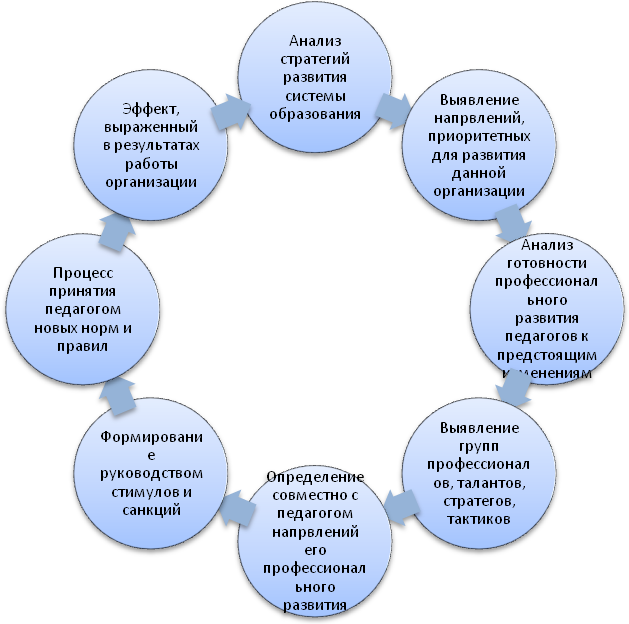 Анализ
стратегий
развития
системы
образования
Выявление
напрвлений,
приоритетных
для развития
данной
организации
Анализ
готовности
профессионал
ьного
развития
педагогов к
предстоящим
изменениям
Выявление
групп
профессионал
ов, талантов,
стратегов,
тактиков
Определение
совместно с
педагогом
напрвлений
его
профессионал
ьного
развития
Формировани
е
руководством
стимулов и
санкций
Процесс
принятия
педагогом
новых норм и
правил
Эффект,
выраженный
в результатах
работы
организации